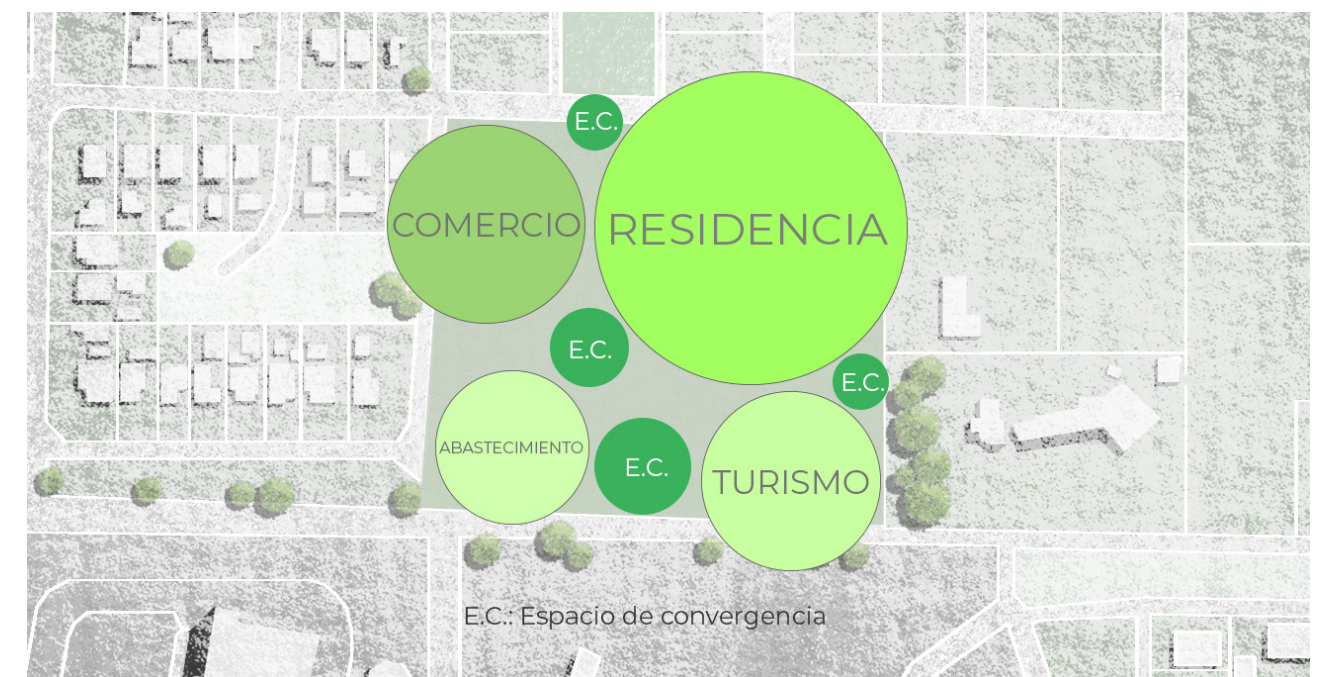 E.C.
COMERCIO
RESIDENCIA
E.C.
E.C.
ABASTECIMIENTO
E.C.
TURISMO
E.C.: Espacio de convergencia